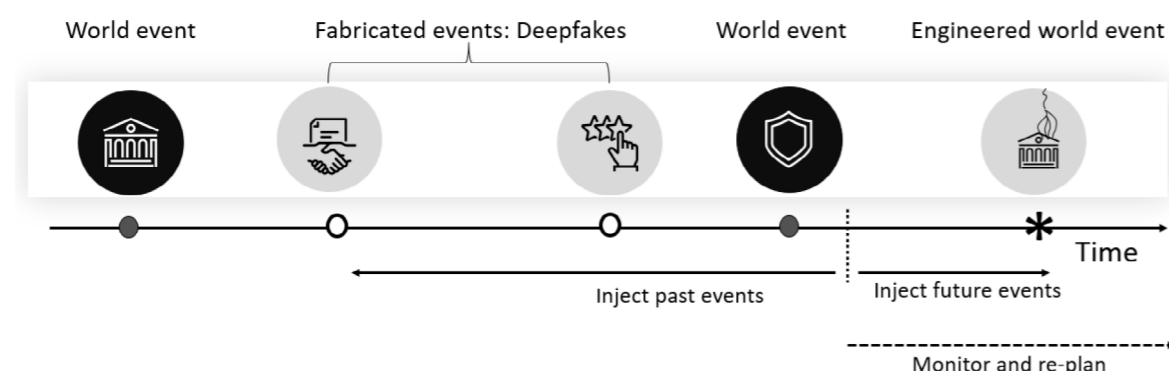 World event
Fabricated events: Deepfakes
World event
Engineered world event
Time
Inject past events
Inject future events
Monitor and re-plan